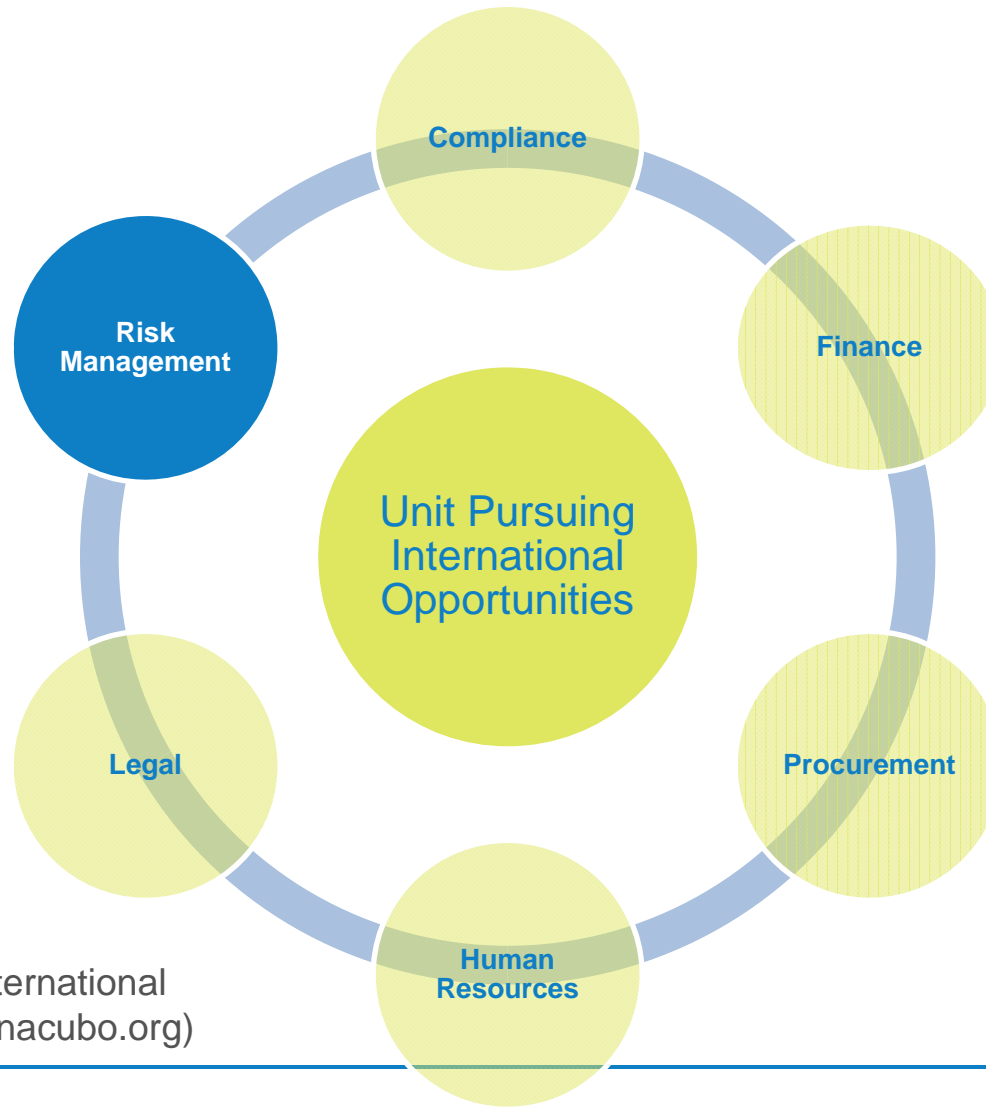 Compliance
Risk
Management
Finance
Unit Pursuing
International
Opportunities
Legal
Procurement
Human
Resources
ternational
nacubo.org)